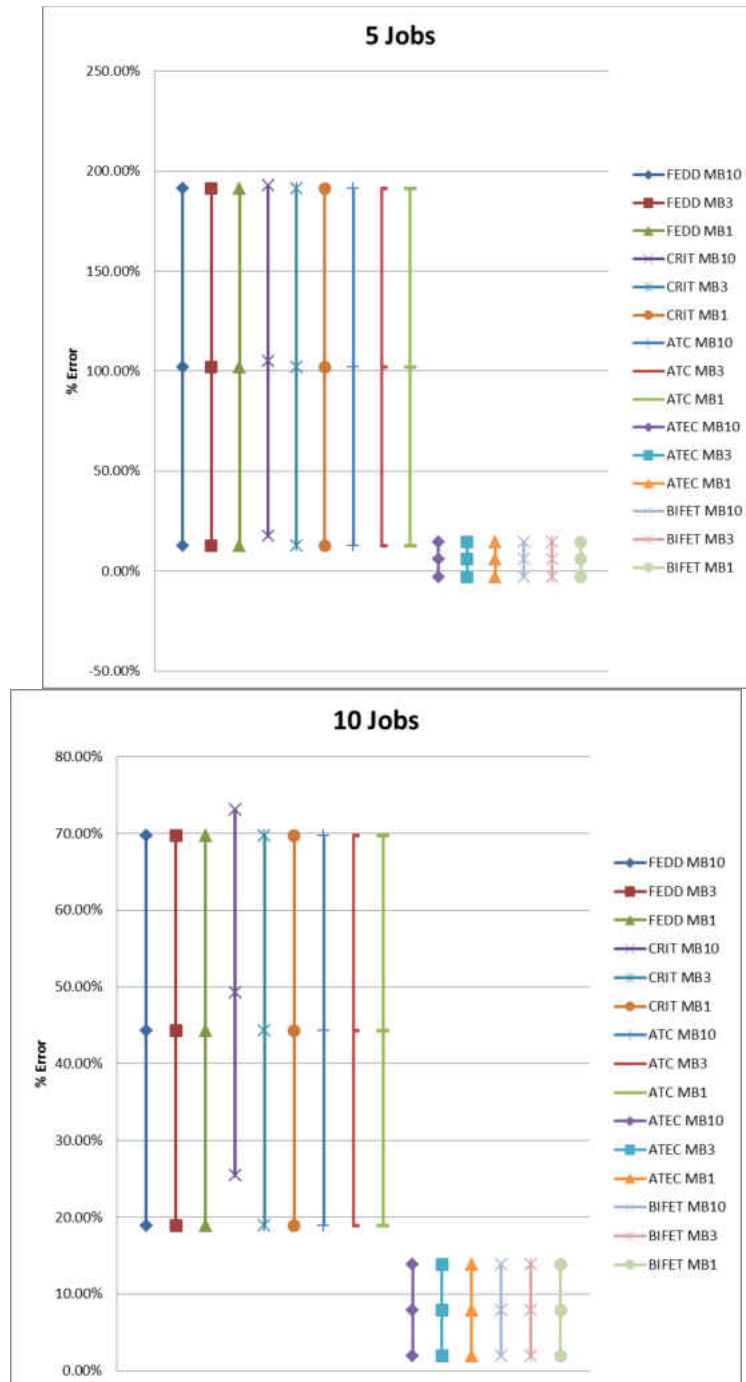 5 Jobs
250.00%
200.00%
150.00%
100.00%
50.00%
0.00%
-50.00%
% Error
FEDD MB10
FEDD MB3
FEDD MB1
CRIT MB10
CRIT MB3
CRIT MB1
ATC MB10
ATC MB3
ATC MB1
ATEC MB10
ATEC MB3
ATEC MB1
BIFET MB10
BIFET MB3
BIFET MB1
10 Jobs
80.00%
70.00%
60.00%
50.00%
40.00%
30.00%
20.00%
10.00%
0.00%
% Error
FEDD MB10
FEDD MB3
FEDD MB1
CRIT MB10
CRIT MB3
CRIT MB1
ATC MB10
ATC MB3
ATC MB1
ATEC MB10
ATEC MB3
ATEC MB1
BIFET MB10
BIFET MB3
BIFET MB1